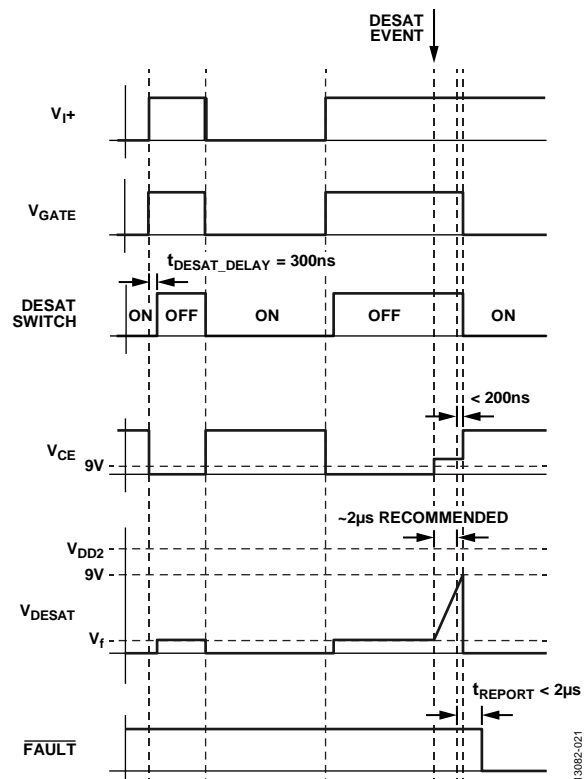 DESAT
EVENT
VI+
VGATE
tDESAT_DELAY = 300ns
DESAT
SWITCH
ON OFF ON OFF ON
< 200ns
VCE
9V
~2µs RECOMMENDED
VDD2
9V
VDESAT
Vf
tREPORT < 2µs
FAULT
13082-021